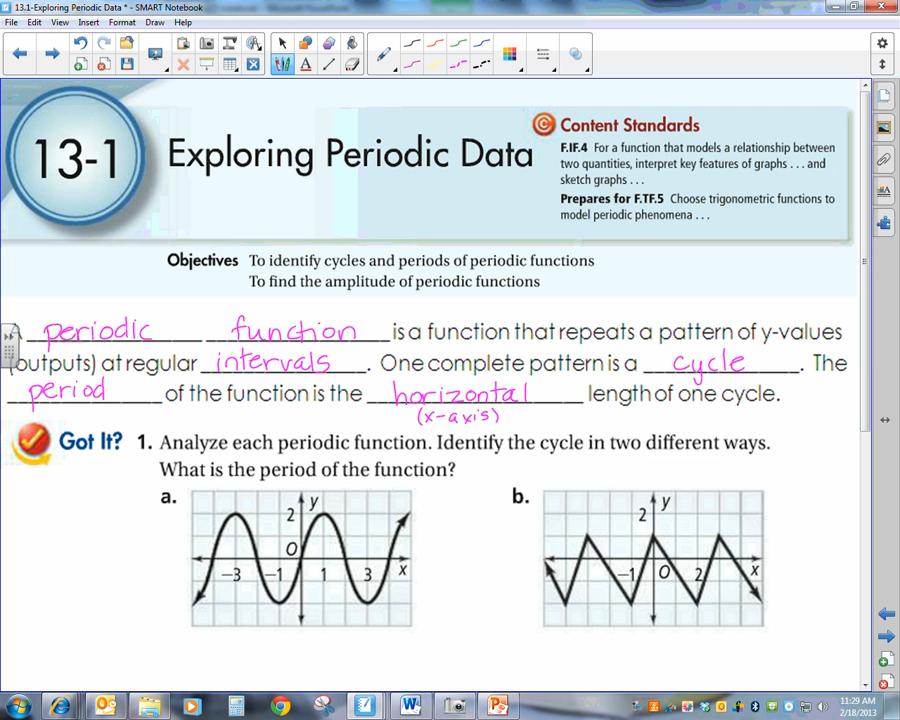 13.1-Exploring Periodic Data * - SMART Notebook
File Edit View Insert Format Draw Help
13-1
Exploring Periodic Data
Content Standards
F.IF.4 For a function that models a relationship between
two quantities, interpret key features of graphs . . . and
sketch graphs . . .
Prepares for F.TF.5 Choose trigonometric functions to
model periodic phenomena . . .
Objectives To identify cycles and periods of periodic functions
To find the amplitude of periodic functions
A periodic function is a function that repeats a pattern of y-values
(outputs) at regular intervals. One complete pattern is a cycle. The
period of the function is the horizontal length of one cycle.
(x-axis)
Got It? 1. Analyze each periodic function. Identify the cycle in two different ways.
What is the period of the function?
a. b.
2 y
O
-3 -1 1 3 x
2 y
-1 O 2 x
11:29 AM
2/18/2013